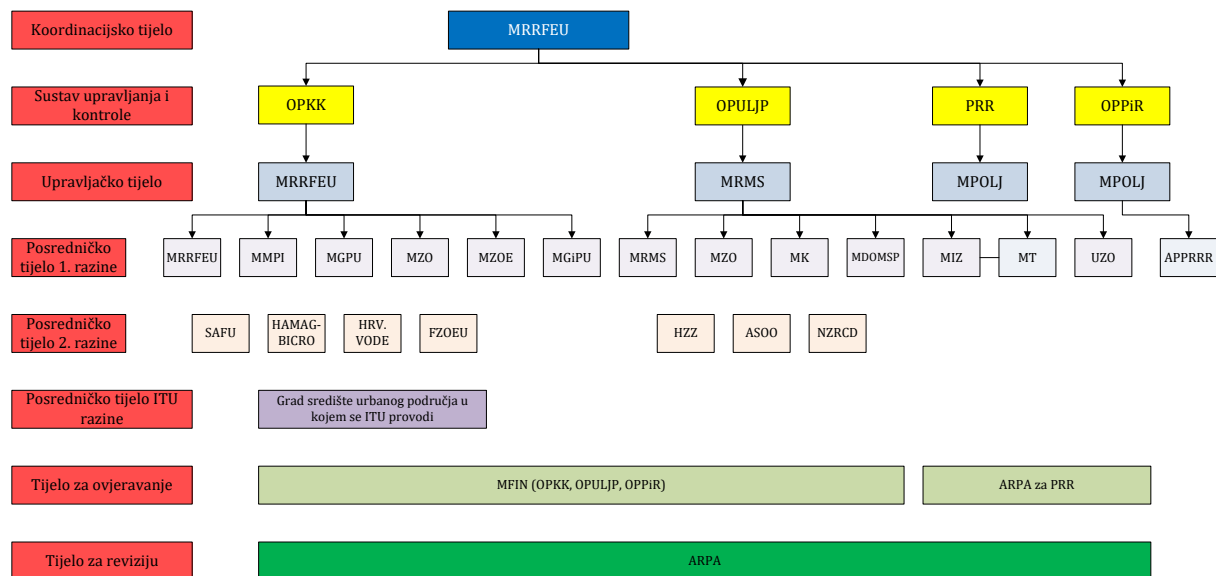 Koordinacijsko tijelo
MRRFEU
Sustav upravljanja i
kontrole
OPKK
OPULJP
PRR
OPPiR
Upravljačko tijelo
MRRFEU
MRMS
MPOLJ
MPOLJ
Posredničko
tijelo 1. razine
MRRFEU
MMPI
MGPU
MZO
MZOE
MGiPU
MRMS
MZO
MK
MDOMSP
MIZ
MT
UZO
APPRRR
Posredničko
tijelo 2. razine
SAFU
HAMAG-
BICRO
HRV.
VODE
FZOEU
HZZ
ASOO
NZRCD
Posredničko tijelo ITU
razine
Grad središte urbanog područja u
kojem se ITU provodi
Tijelo za ovjeravanje
MFIN (OPKK, OPULJP, OPPiR)
ARPA za PRR
Tijelo za reviziju
ARPA